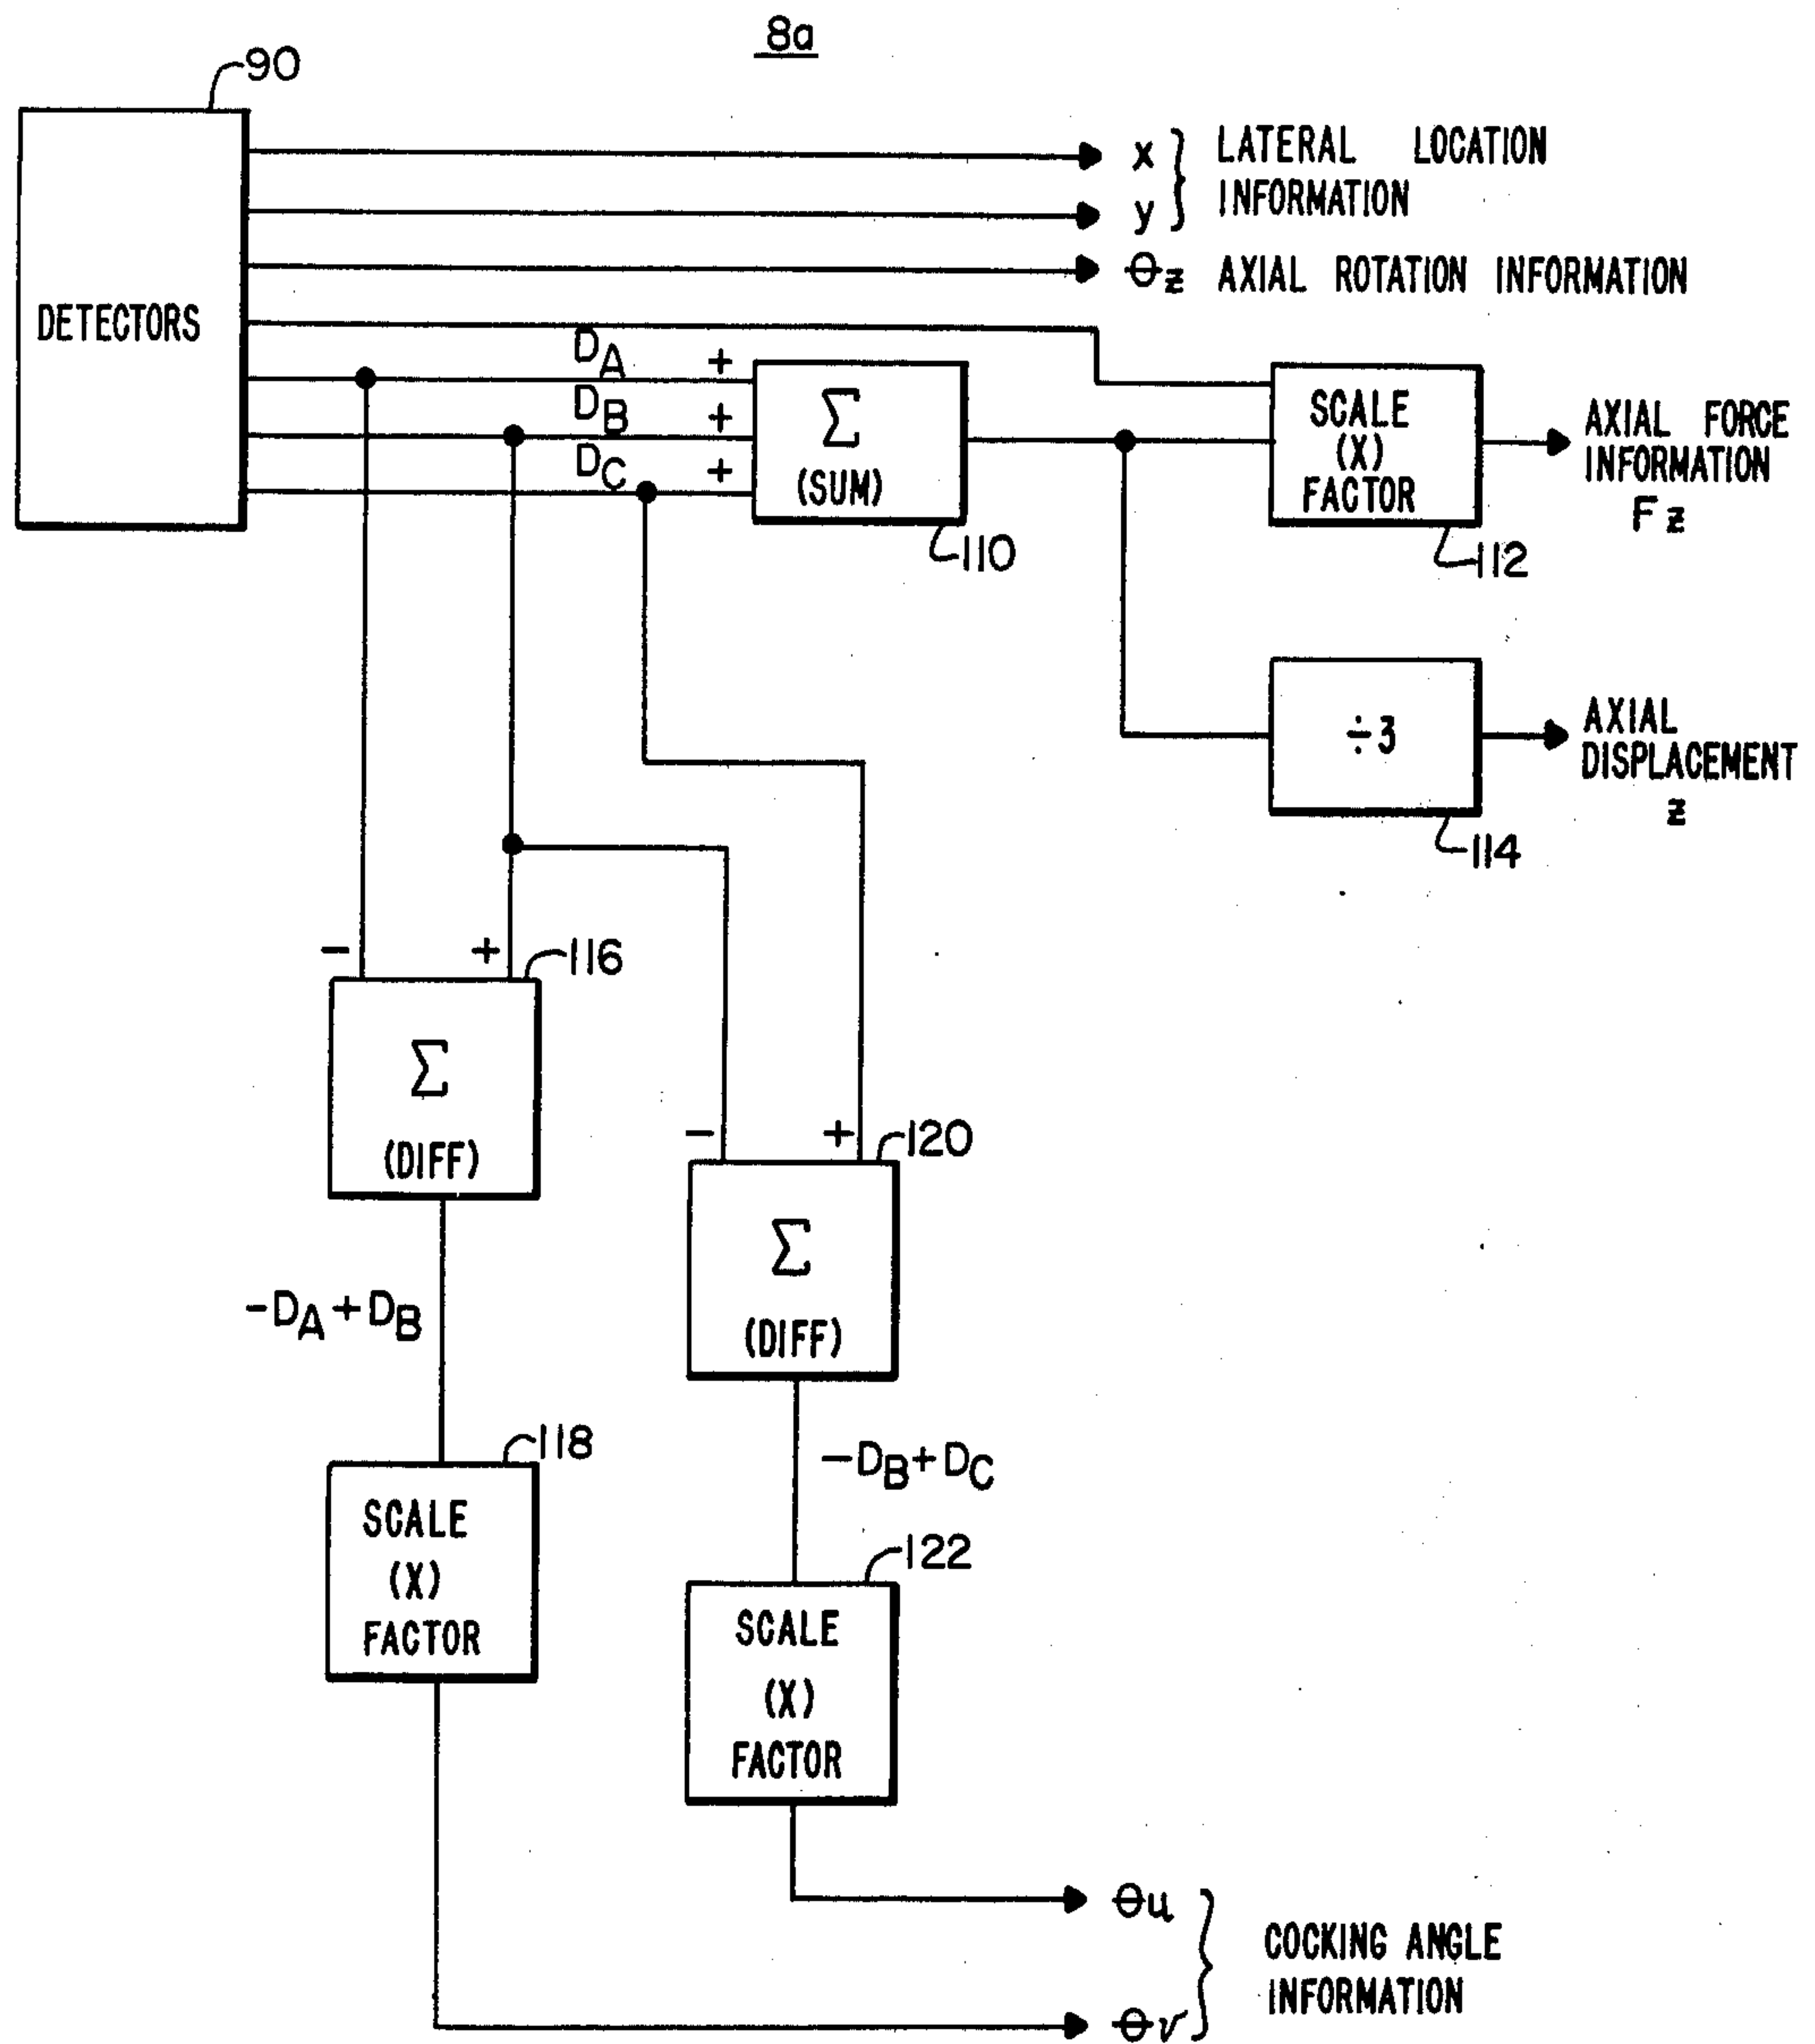 8a
90
DETECTORS
x
y
LATERAL LOCATION
INFORMATION
θz AXIAL ROTATION INFORMATION
DA +
DB +
DC +
Σ
(SUM)
110
SCALE
(X)
FACTOR
112
AXIAL FORCE
INFORMATION
Fz
÷3
114
AXIAL
DISPLACEMENT
z
- +
116
Σ
(DIFF)
- +
120
Σ
(DIFF)
-DA+DB
-DB+DC
118
SCALE
(X)
FACTOR
122
SCALE
(X)
FACTOR
θu
θv
COCKING ANGLE
INFORMATION